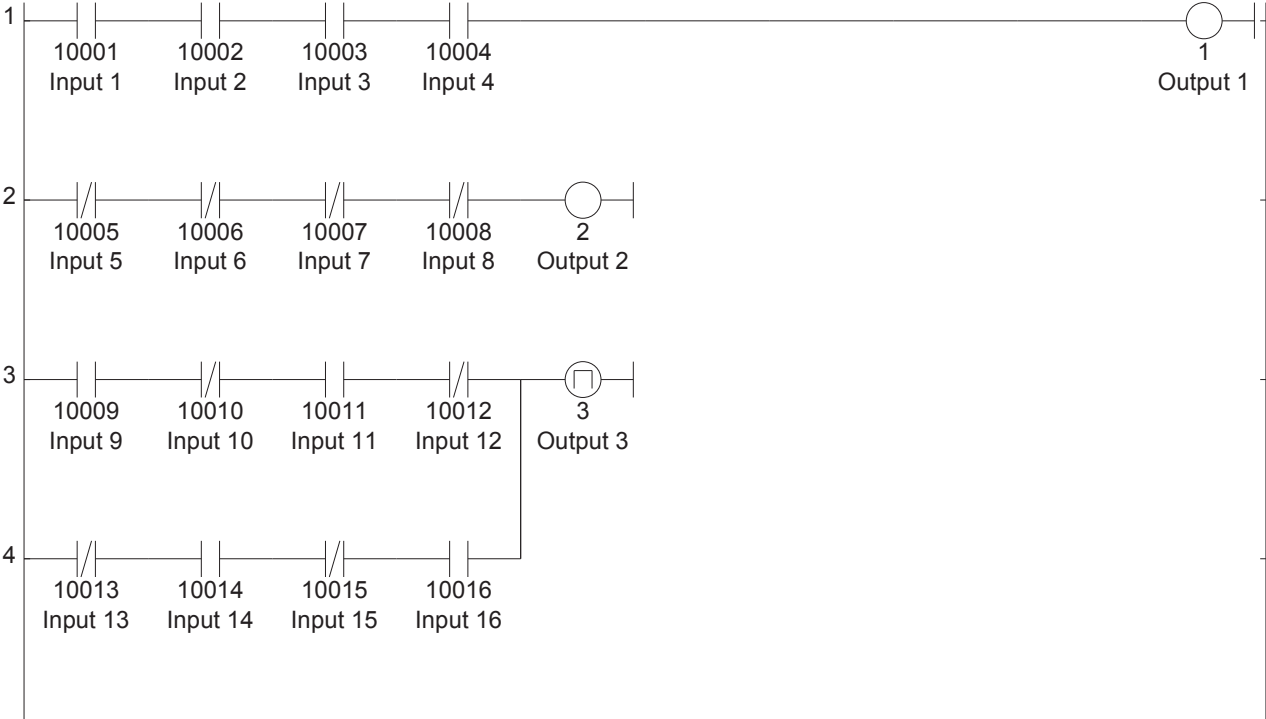 1
10001 10002 10003 10004 1
Input 1 Input 2 Input 3 Input 4 Output 1
2
10005 10006 10007 10008 2
Input 5 Input 6 Input 7 Input 8 Output 2
3
10009 10010 10011 10012 3
Input 9 Input 10 Input 11 Input 12 Output 3
4
10013 10014 10015 10016
Input 13 Input 14 Input 15 Input 16